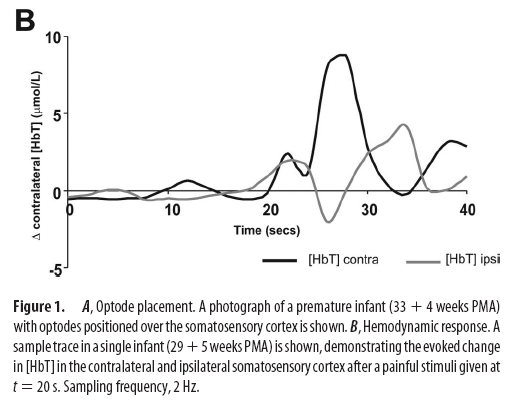 B
10
5
0
-5
Δ contralateral [HbT] (μmol/L)
0 10 20 30 40
Time (secs)
[HbT] contra [HbT] ipsi
Figure 1. A, Optode placement. A photograph of a premature infant (33 + 4 weeks PMA)
with optodes positioned over the somatosensory cortex is shown. B, Hemodynamic response. A
sample trace in a single infant (29 + 5 weeks PMA) is shown, demonstrating the evoked change
in [HbT] in the contralateral and ipsilateral somatosensory cortex after a painful stimuli given at
t = 20 s. Sampling frequency, 2 Hz.